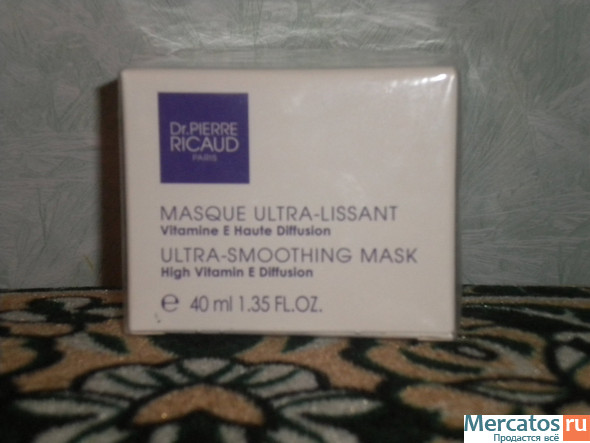 Dr.PIERRE
RICAUD
PARIS
MASQUE ULTRA-LISSANT
Vitamine E Haute Diffusion
ULTRA-SMOOTHING MASK
High Vitamin E Diffusion
℮ 40 ml 1.35 FL.OZ.
Mercatos.ru
Продастся всё